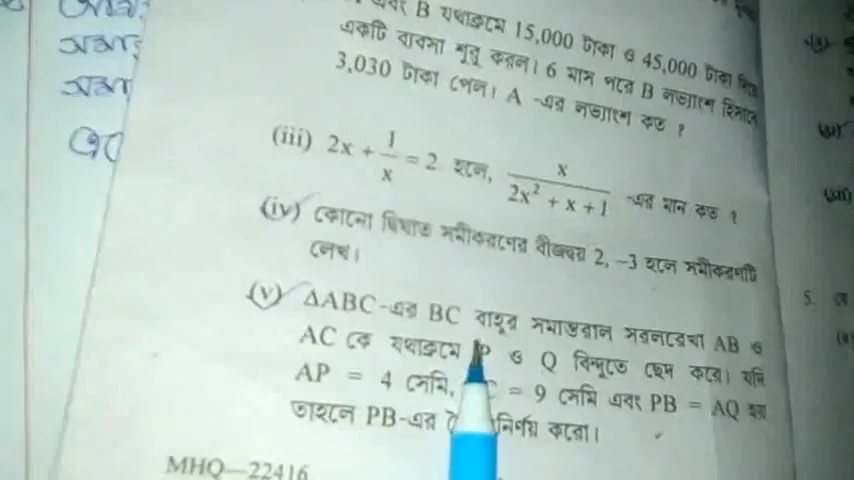 এবং B যথাক্রমে 15,000 টাকা ও 45,000 টাকা দিয়ে
একটি ব্যবসা শুরু করল। 6 মাস পরে B লভ্যাংশ হিসাবে
3,030 টাকা পেল। A -এর লভ্যাংশ কত ?
(iii) 2x + 1/x = 2 হলে, x/(2x² + x + 1) -এর মান কত ?
(iv) কোনো দ্বিঘাত সমীকরণের বীজদ্বয় 2, –3 হলে সমীকরণটি
লেখ।
(v) ΔABC-এর BC বাহুর সমান্তরাল সরলরেখা AB ও
AC কে যথাক্রমে P ও Q বিন্দুতে ছেদ করে। যদি
AP = 4 সেমি, = 9 সেমি এবং PB = AQ হয়
তাহলে PB-এর নির্ণয় করো।
MHQ—22416
5.